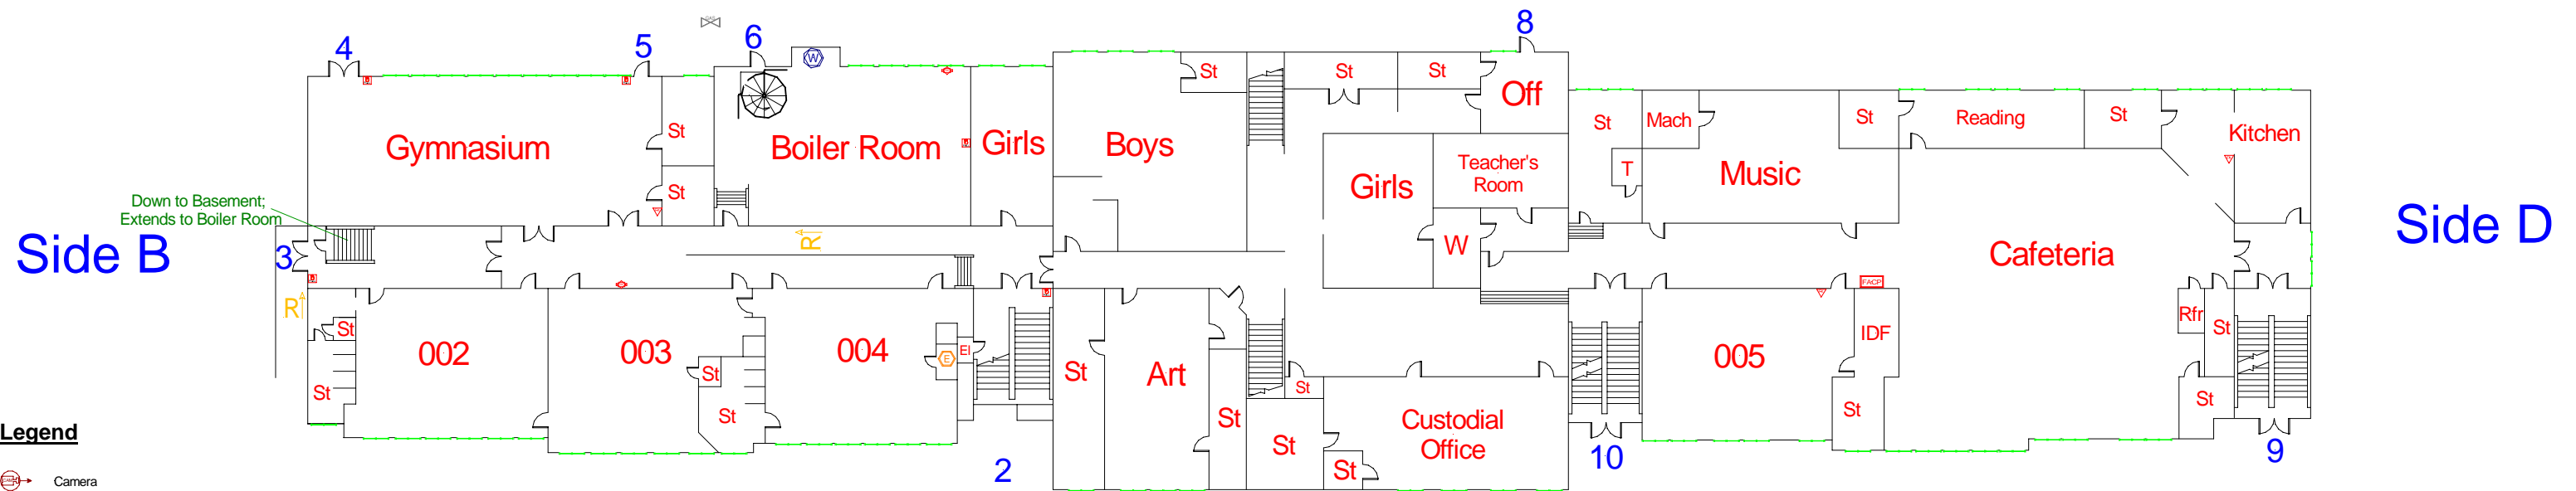 4
5
6
8
W
St
St
St
Off
Gymnasium
St
Boiler Room
Girls
Boys
Girls
Teacher's
Room
St
Mach
T
Music
St
Reading
St
Kitchen
Down to Basement;
Extends to Boiler Room
St
Side B
3
R
W
Cafeteria
Side D
R
FACP
St
002
003
004
E
El
St
Art
005
IDF
Rfr
St
St
St
St
St
St
St
St
Custodial
Office
St
St
St
Legend
2
10
9
Camera